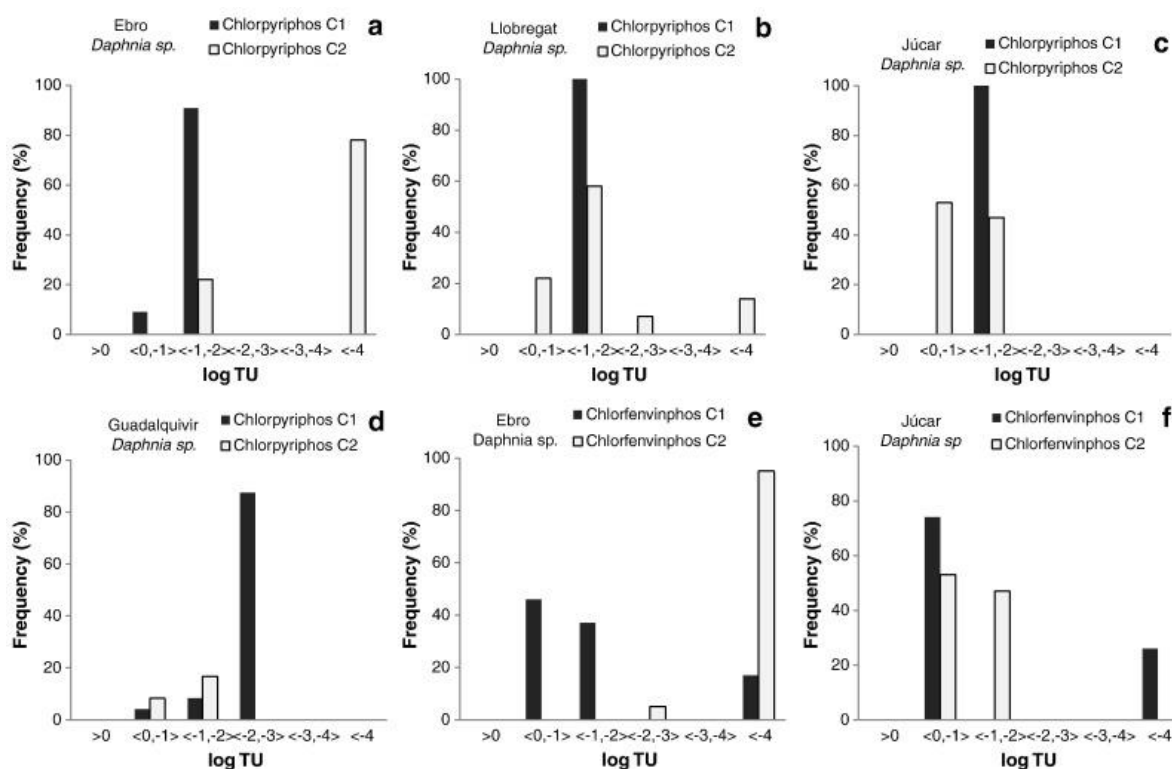 Ebro
Daphnia sp.
Chlorpyriphos C1
Chlorpyriphos C2
a
100
80
60
40
20
0
Frequency (%)
>0 <0,-1> <-1,-2><-2,-3><-3,-4> <-4
log TU
Llobregat
Daphnia sp.
Chlorpyriphos C1
Chlorpyriphos C2
b
100
80
60
40
20
0
Frequency (%)
>0 <0,-1> <-1,-2><-2,-3><-3,-4> <-4
log TU
Júcar
Daphnia sp.
Chlorpyriphos C1
Chlorpyriphos C2
c
100
80
60
40
20
0
Frequency (%)
>0 <0,-1> <-1,-2><-2,-3><-3,-4> <-4
log TU
Guadalquivir
Daphnia sp.
Chlorpyriphos C1
Chlorpyriphos C2
d
100
80
60
40
20
0
Frequency (%)
>0 <0,-1> <-1,-2><-2,-3><-3,-4> <-4
log TU
Ebro
Daphnia sp.
Chlorfenvinphos C1
Chlorfenvinphos C2
e
100
80
60
40
20
0
Frequency (%)
>0 <0,-1> <-1,-2><-2,-3><-3,-4> <-4
log TU
Júcar
Daphnia sp
Chlorfenvinphos C1
Chlorfenvinphos C2
f
100
80
60
40
20
0
Frequency (%)
>0 <0,-1> <-1,-2><-2,-3><-3,-4> <-4
log TU